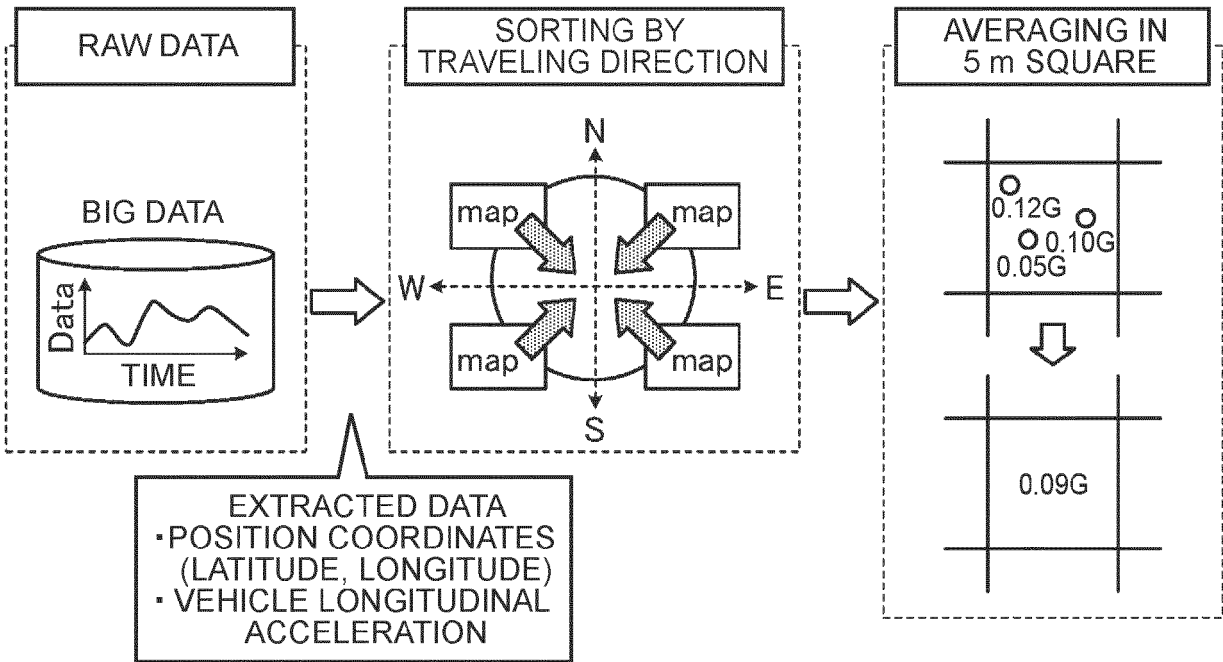 RAW DATA
BIG DATA
Data
TIME
EXTRACTED DATA
・POSITION COORDINATES
(LATITUDE, LONGITUDE)
・VEHICLE LONGITUDINAL
ACCELERATION
SORTING BY
TRAVELING DIRECTION
N
map
map
W
E
map
map
S
AVERAGING IN
5 m SQUARE
0.12G
0.10G
0.05G
0.09G